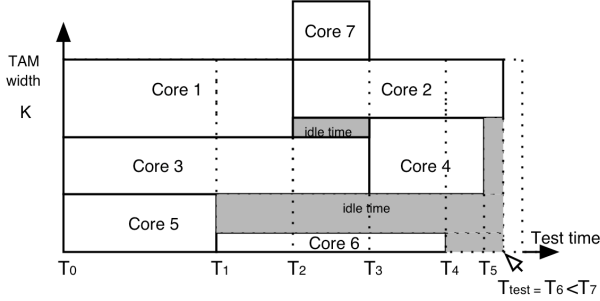 Core 7
TAM
width
K
Core 1
Core 2
idle time
Core 3
Core 4
idle time
Core 5
Core 6
Test time
T0 T1 T2 T3 T4 T5
Ttest = T6 <T7